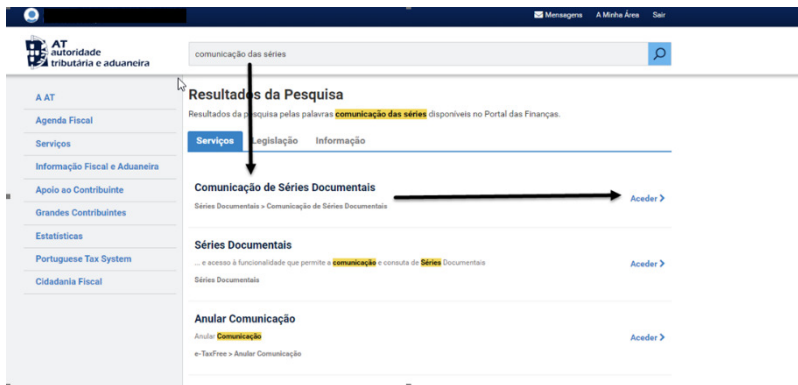 Mensagens A Minha Área Sair
AT
autoridade
tributária e aduaneira
comunicação das séries
A AT
Agenda Fiscal
Serviços
Informação Fiscal e Aduaneira
Apoio ao Contribuinte
Grandes Contribuintes
Estatísticas
Portuguese Tax System
Cidadania Fiscal
Resultados da Pesquisa
Resultados da pesquisa pelas palavras comunicação das séries disponíveis no Portal das Finanças.
Serviços Legislação Informação
Comunicação de Séries Documentais
Séries Documentais > Comunicação de Séries Documentais
Aceder >
Séries Documentais
... e acesso à funcionalidade que permite a comunicação e consuta de Séries Documentais
Séries Documentais
Aceder >
Anular Comunicação
Anular Comunicação
e-TaxFree > Anular Comunicação
Aceder >